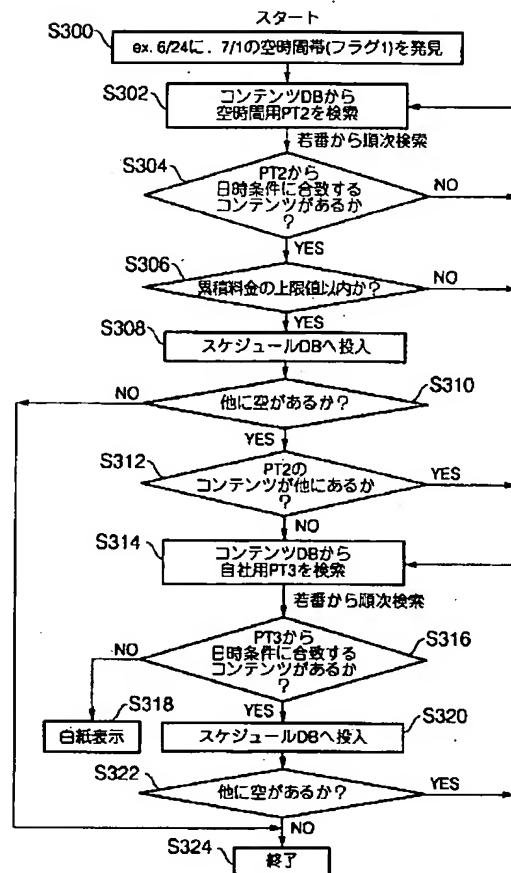 スタート
S300
ex. 6/24に、7/1の空時間帯(フラグ1)を発見
S302
コンテンツDBから
空時間用PT2を検索
若番から順次検索
S304
PT2から
日時条件に合致する
コンテンツがあるか
?
NO
YES
S306
累積料金の上限値以内か?
NO
YES
S308
スケジュールDBへ投入
S310
他に空があるか?
NO
YES
S312
PT2の
コンテンツが他にあるか
?
YES
NO
S314
コンテンツDBから
自社用PT3を検索
若番から順次検索
S316
PT3から
日時条件に合致する
コンテンツがあるか
?
NO
YES
S318
白紙表示
S320
スケジュールDBへ投入
S322
他に空があるか?
YES
NO
S324
終了